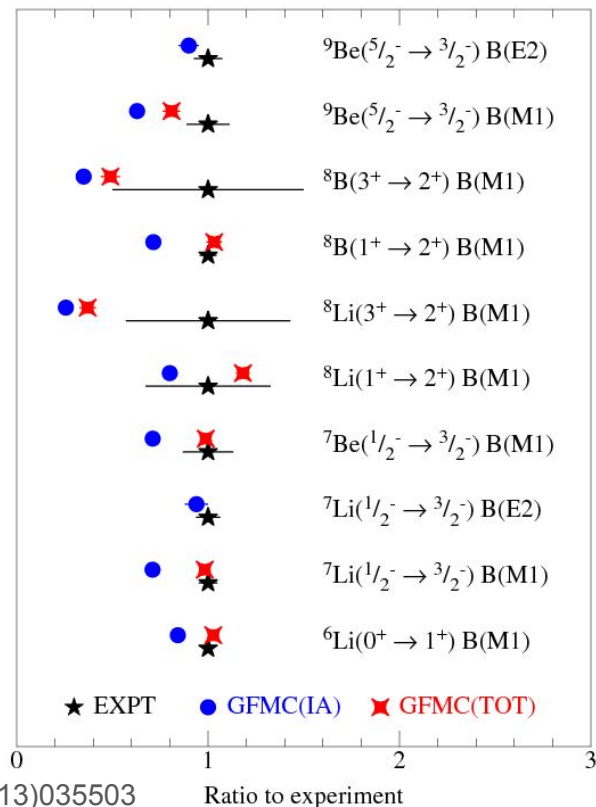 ⁹Be(⁵/₂⁻ → ³/₂⁻) B(E2)
⁹Be(⁵/₂⁻ → ³/₂⁻) B(M1)
⁸B(3⁺ → 2⁺) B(M1)
⁸B(1⁺ → 2⁺) B(M1)
⁸Li(3⁺ → 2⁺) B(M1)
⁸Li(1⁺ → 2⁺) B(M1)
⁷Be(¹/₂⁻ → ³/₂⁻) B(M1)
⁷Li(¹/₂⁻ → ³/₂⁻) B(E2)
⁷Li(¹/₂⁻ → ³/₂⁻) B(M1)
⁶Li(0⁺ → 1⁺) B(M1)
EXPT GFMC(IA) GFMC(TOT)
0 1 2 3
13)035503 Ratio to experiment